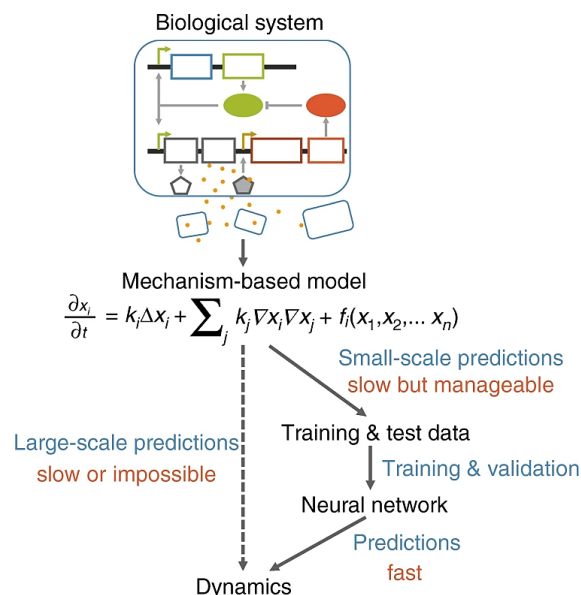 Biological system
Mechanism-based model
∂xᵢ/∂t = kᵢΔxᵢ + ∑ⱼ kⱼ∇xᵢ∇xⱼ + fᵢ(x₁,x₂,... xₙ)
Small-scale predictions
slow but manageable
Training & test data
Large-scale predictions
slow or impossible
Training & validation
Neural network
Predictions
fast
Dynamics